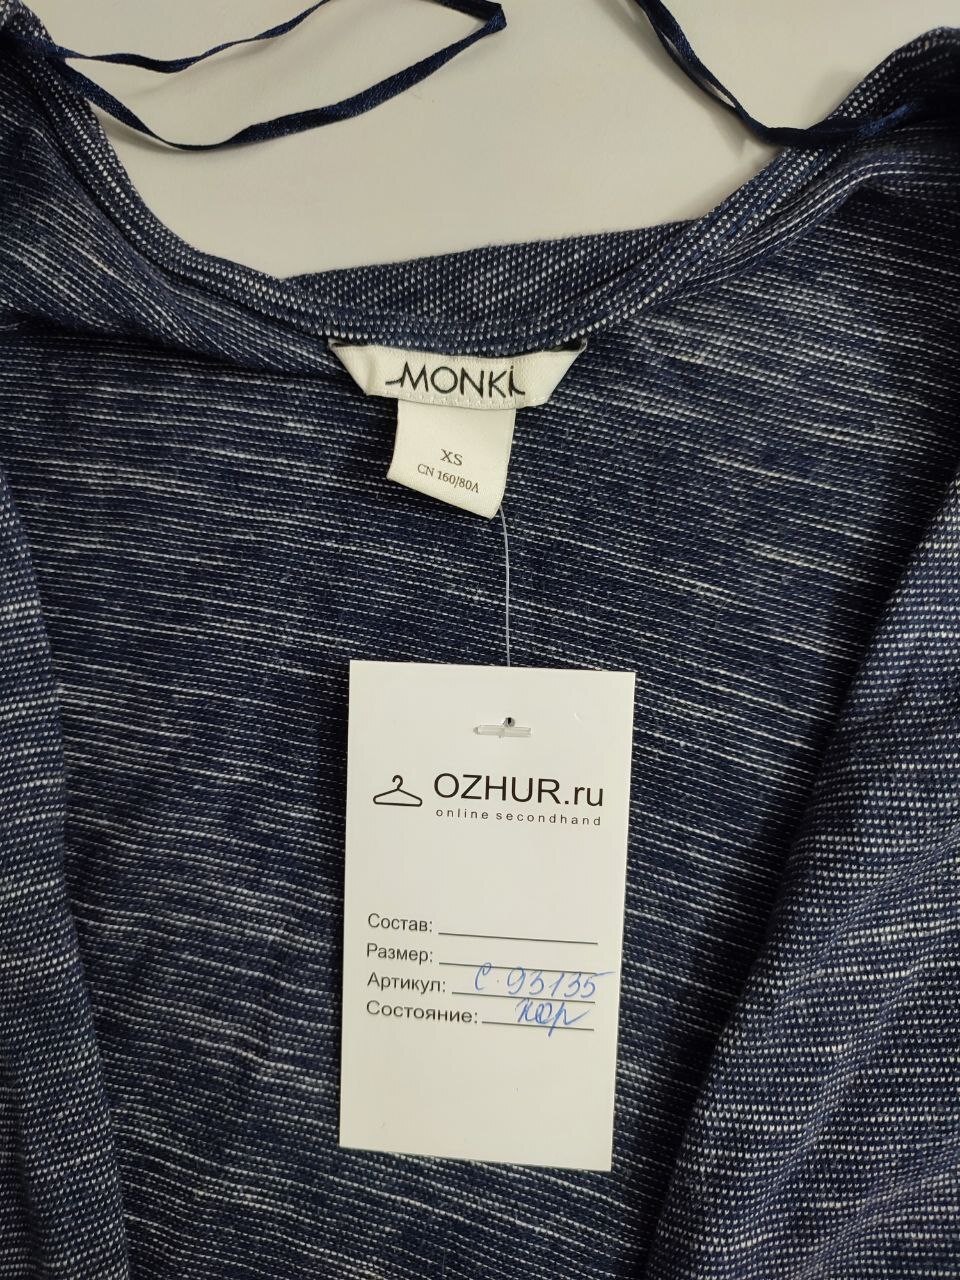 MONKI
XS
CN 160/80A
OZHUR.ru
online secondhand
Состав:
Размер:
Артикул: С 93135
Состояние: хор